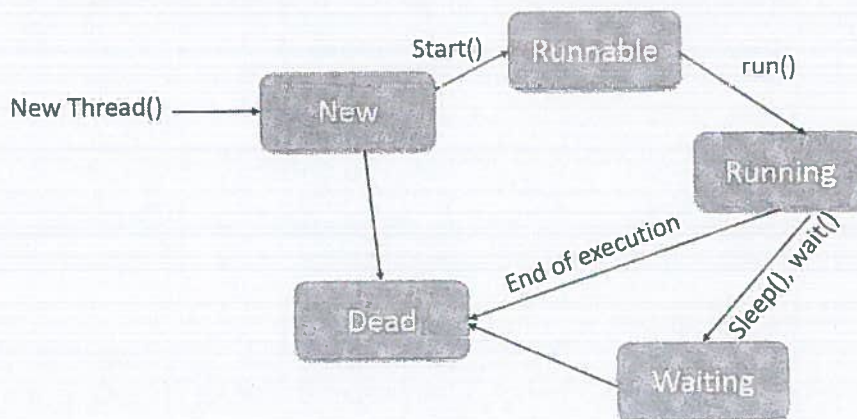 Start()
Runnable
run()
New Thread()
New
Running
End of execution
Sleep(), wait()
Dead
Waiting